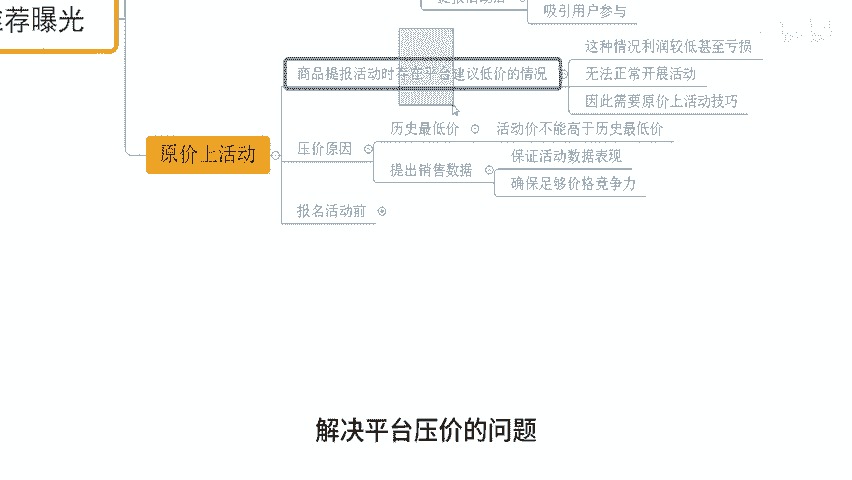 荐曝光
吸引用户参与
商品提报活动时存在平台建议低价的情况
这种情况利润较低甚至亏损
无法正常开展活动
因此需要原价上活动技巧
原价上活动
压价原因
历史最低价
活动价不能高于历史最低价
提出销售数据
保证活动数据表现
确保足够价格竞争力
报名活动前
解决平台压价的问题